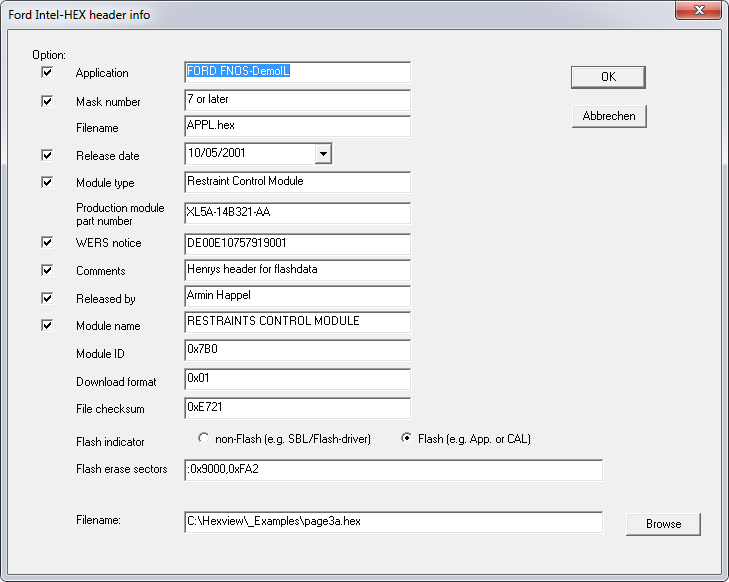 Ford Intel-HEX header info
Option:
Application FORD FNOS-DemoIL
OK
Mask number 7 or later
Abbrechen
Filename APPL.hex
Release date 10/05/2001
Module type Restraint Control Module
Production module
part number XL5A-14B321-AA
WERS notice DE00E10757919001
Comments Henrys header for flashdata
Released by Armin Happel
Module name RESTRAINTS CONTROL MODULE
Module ID 0x7B0
Download format 0x01
File checksum 0xE721
Flash indicator non-Flash (e.g. SBL/Flash-driver) Flash (e.g. App. or CAL)
Flash erase sectors :0x9000,0xFA2
Filename: C:\Hexview\_Examples\page3a.hex Browse